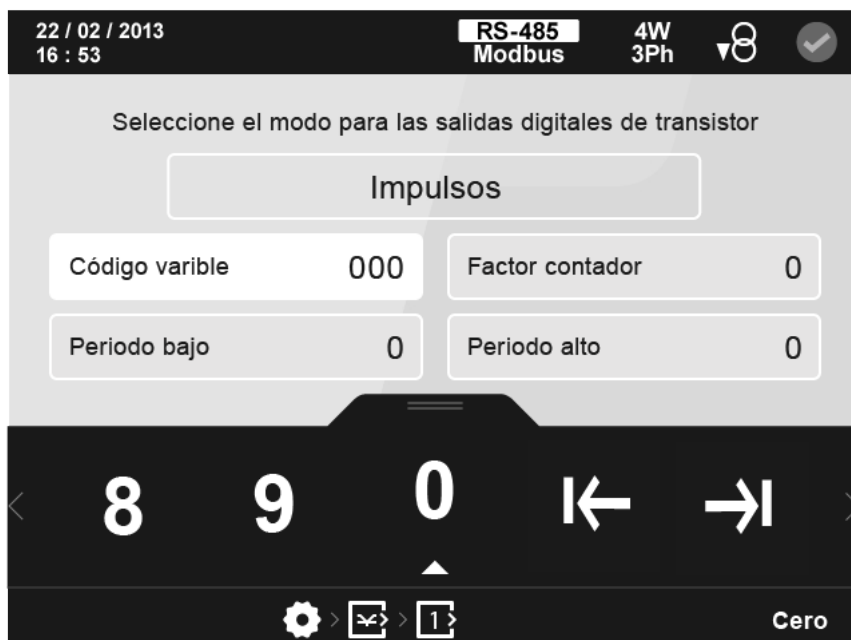 22 / 02 / 2013
16 : 53
RS-485
Modbus
4W
3Ph
Seleccione el modo para las salidas digitales de transistor
Impulsos
Código varible 000
Factor contador 0
Periodo bajo 0
Periodo alto 0
8 9 0
1
Cero